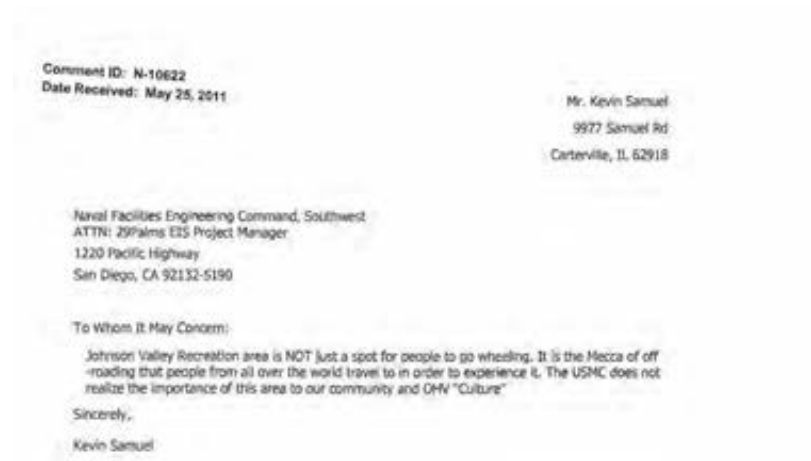 Comment ID: N-10622
Date Received: May 25, 2011
Mr. Kevin Samuel
9977 Samuel Rd
Carterville, IL 62918
Naval Facilities Engineering Command, Southwest
ATTN: 29Palms EIS Project Manager
1220 Pacific Highway
San Diego, CA 92132-5190
To Whom It May Concern:
Johnson Valley Recreation area is NOT just a spot for people to go wheeling. It is the Mecca of off
-roading that people from all over the world travel to in order to experience it. The USMC does not
realize the importance of this area to our community and OHV "Culture"
Sincerely,
Kevin Samuel